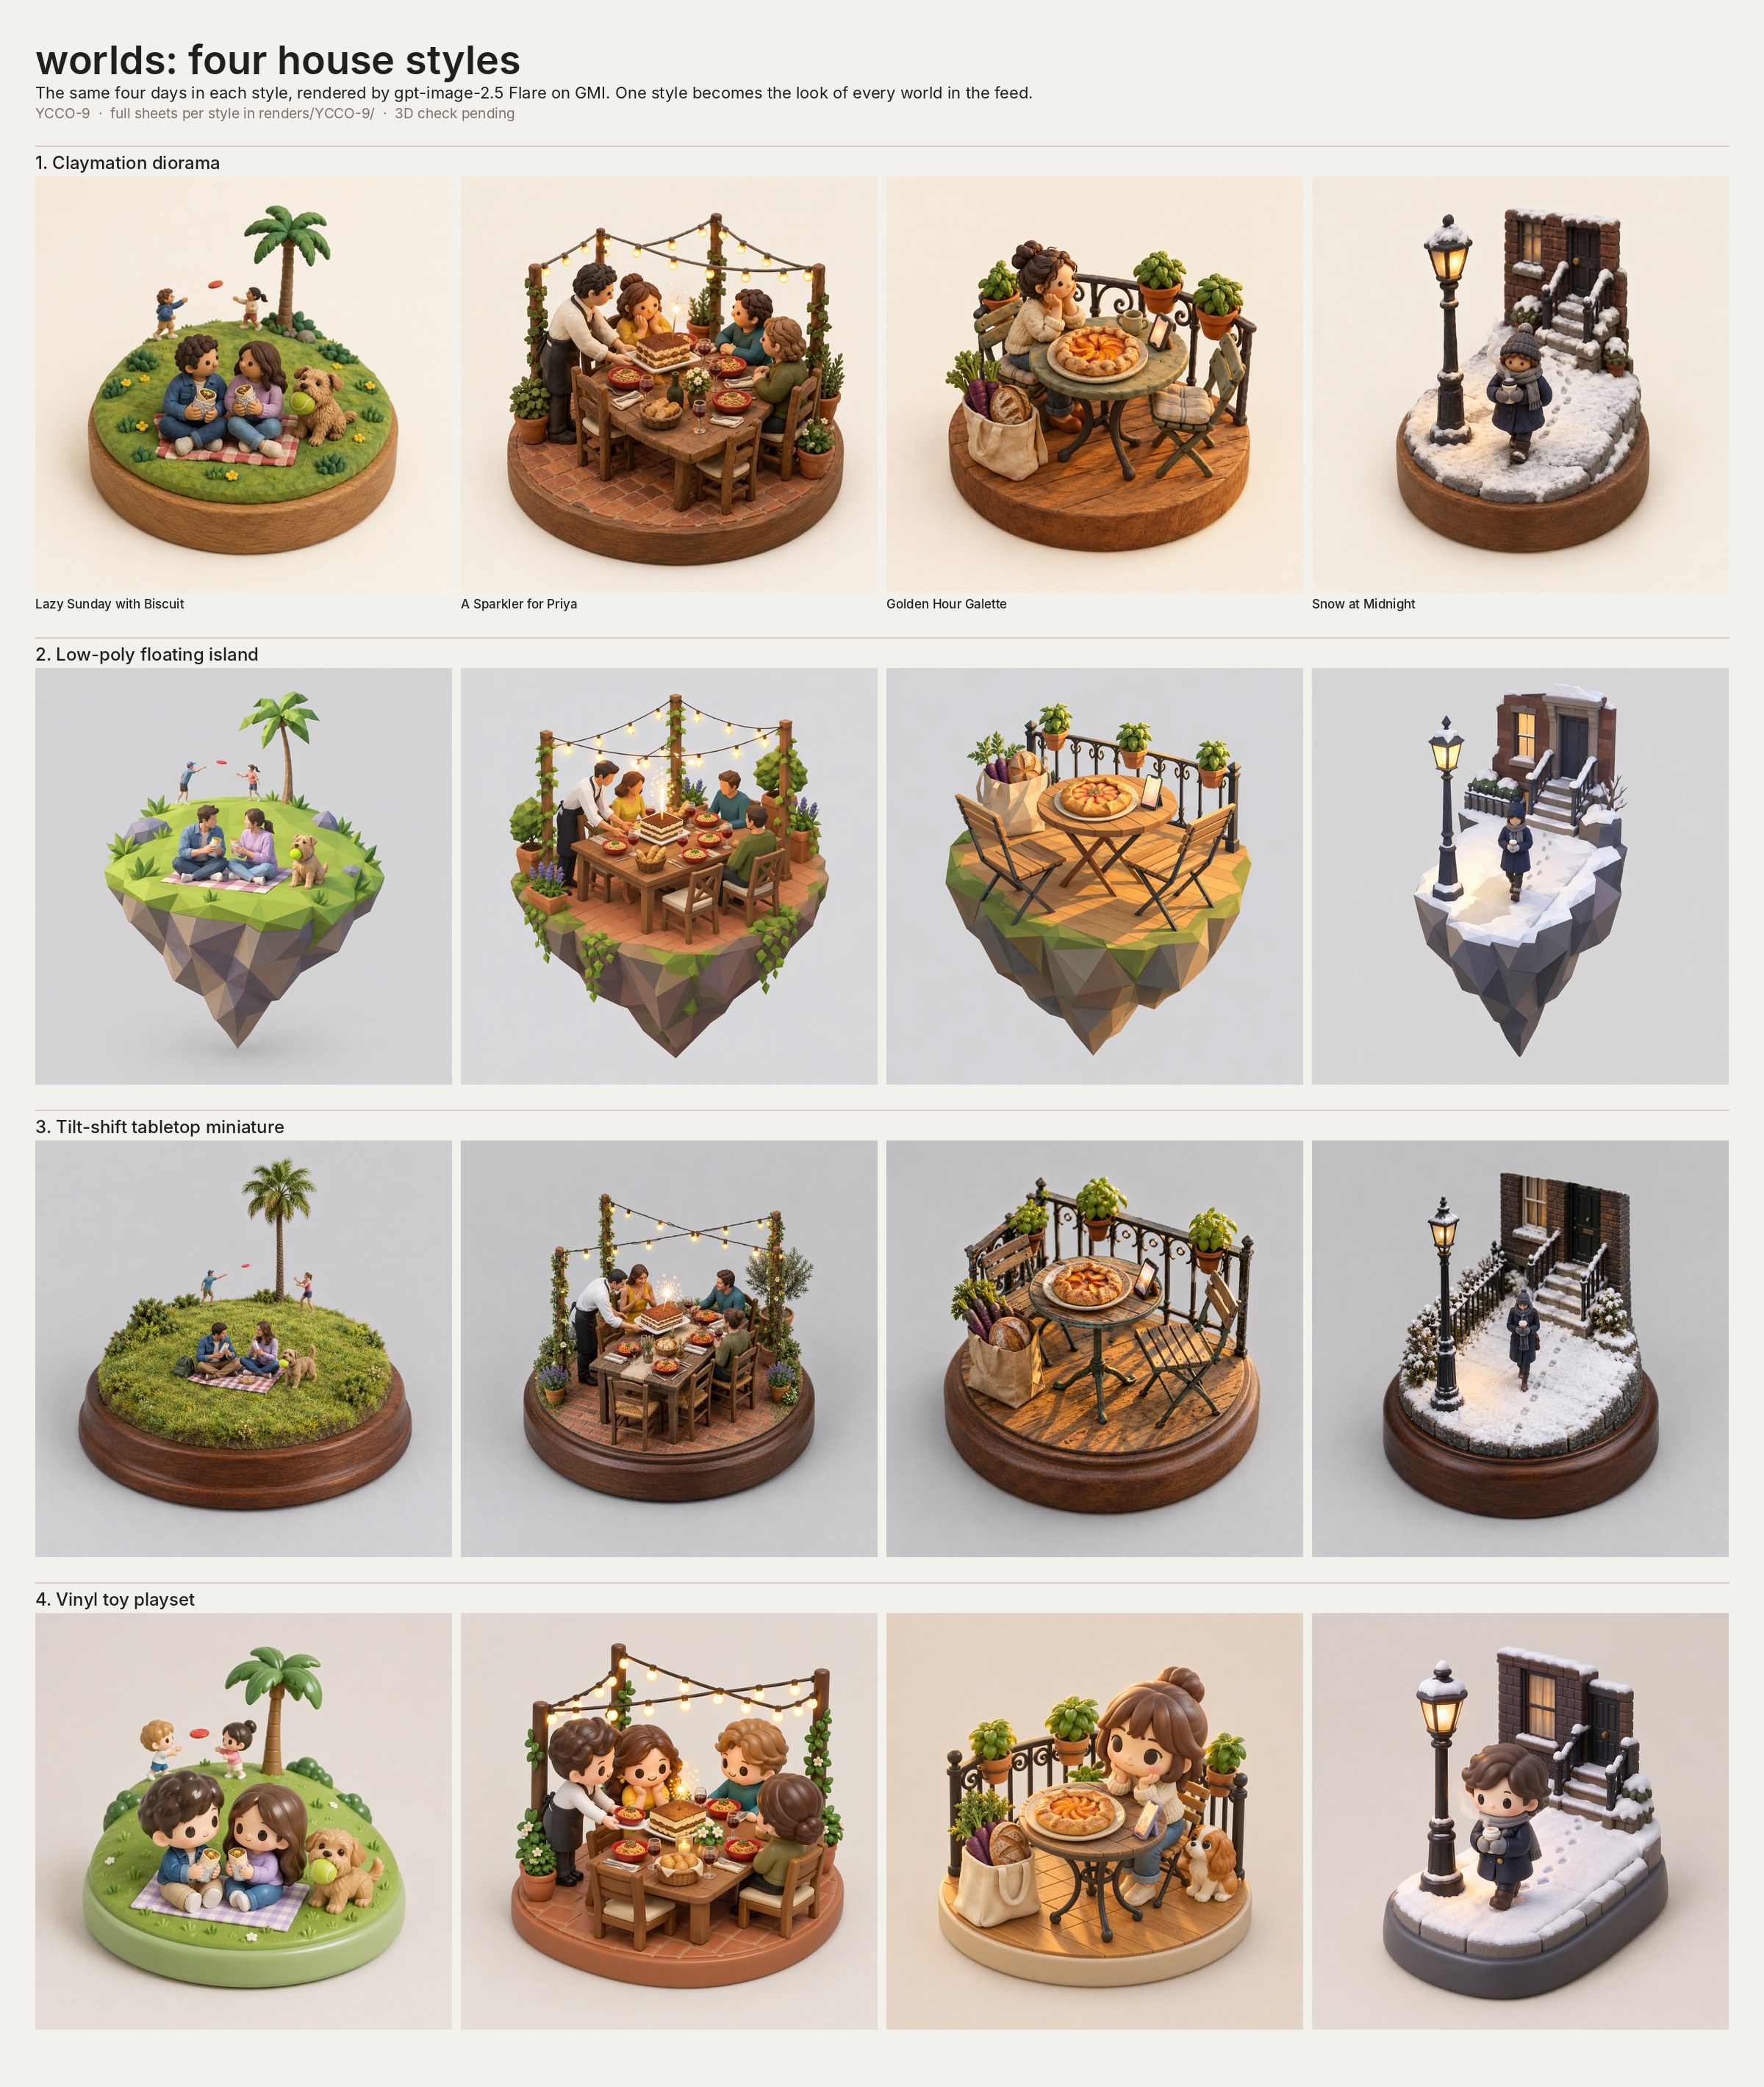 worlds: four house styles
The same four days in each style, rendered by gpt-image-2.5 Flare on GMI. One style becomes the look of every world in the feed.
YCCO-9 · full sheets per style in renders/YCCO-9/ · 3D check pending
1. Claymation diorama
Lazy Sunday with Biscuit
A Sparkler for Priya
Golden Hour Galette
Snow at Midnight
2. Low-poly floating island
3. Tilt-shift tabletop miniature
4. Vinyl toy playset